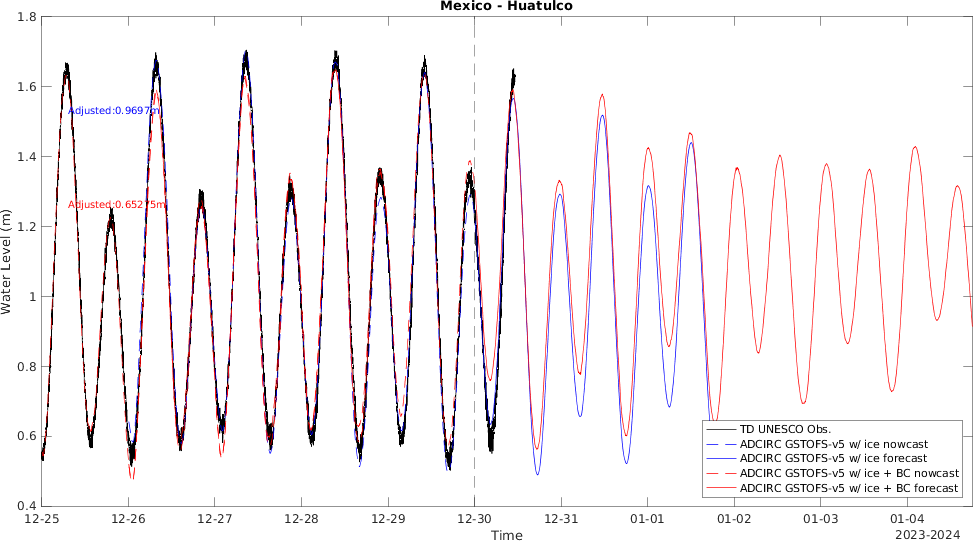 Mexico - Huatulco
1.8
1.6
1.4
1.2
1
0.8
0.6
0.4
Water Level (m)
Adjusted:0.9697m
Adjusted:0.65275m
TD UNESCO Obs.
ADCIRC GSTOFS-v5 w/ ice nowcast
ADCIRC GSTOFS-v5 w/ ice forecast
ADCIRC GSTOFS-v5 w/ ice + BC nowcast
ADCIRC GSTOFS-v5 w/ ice + BC forecast
12-25 12-26 12-27 12-28 12-29 12-30 12-31 01-01 01-02 01-03 01-04
Time
2023-2024